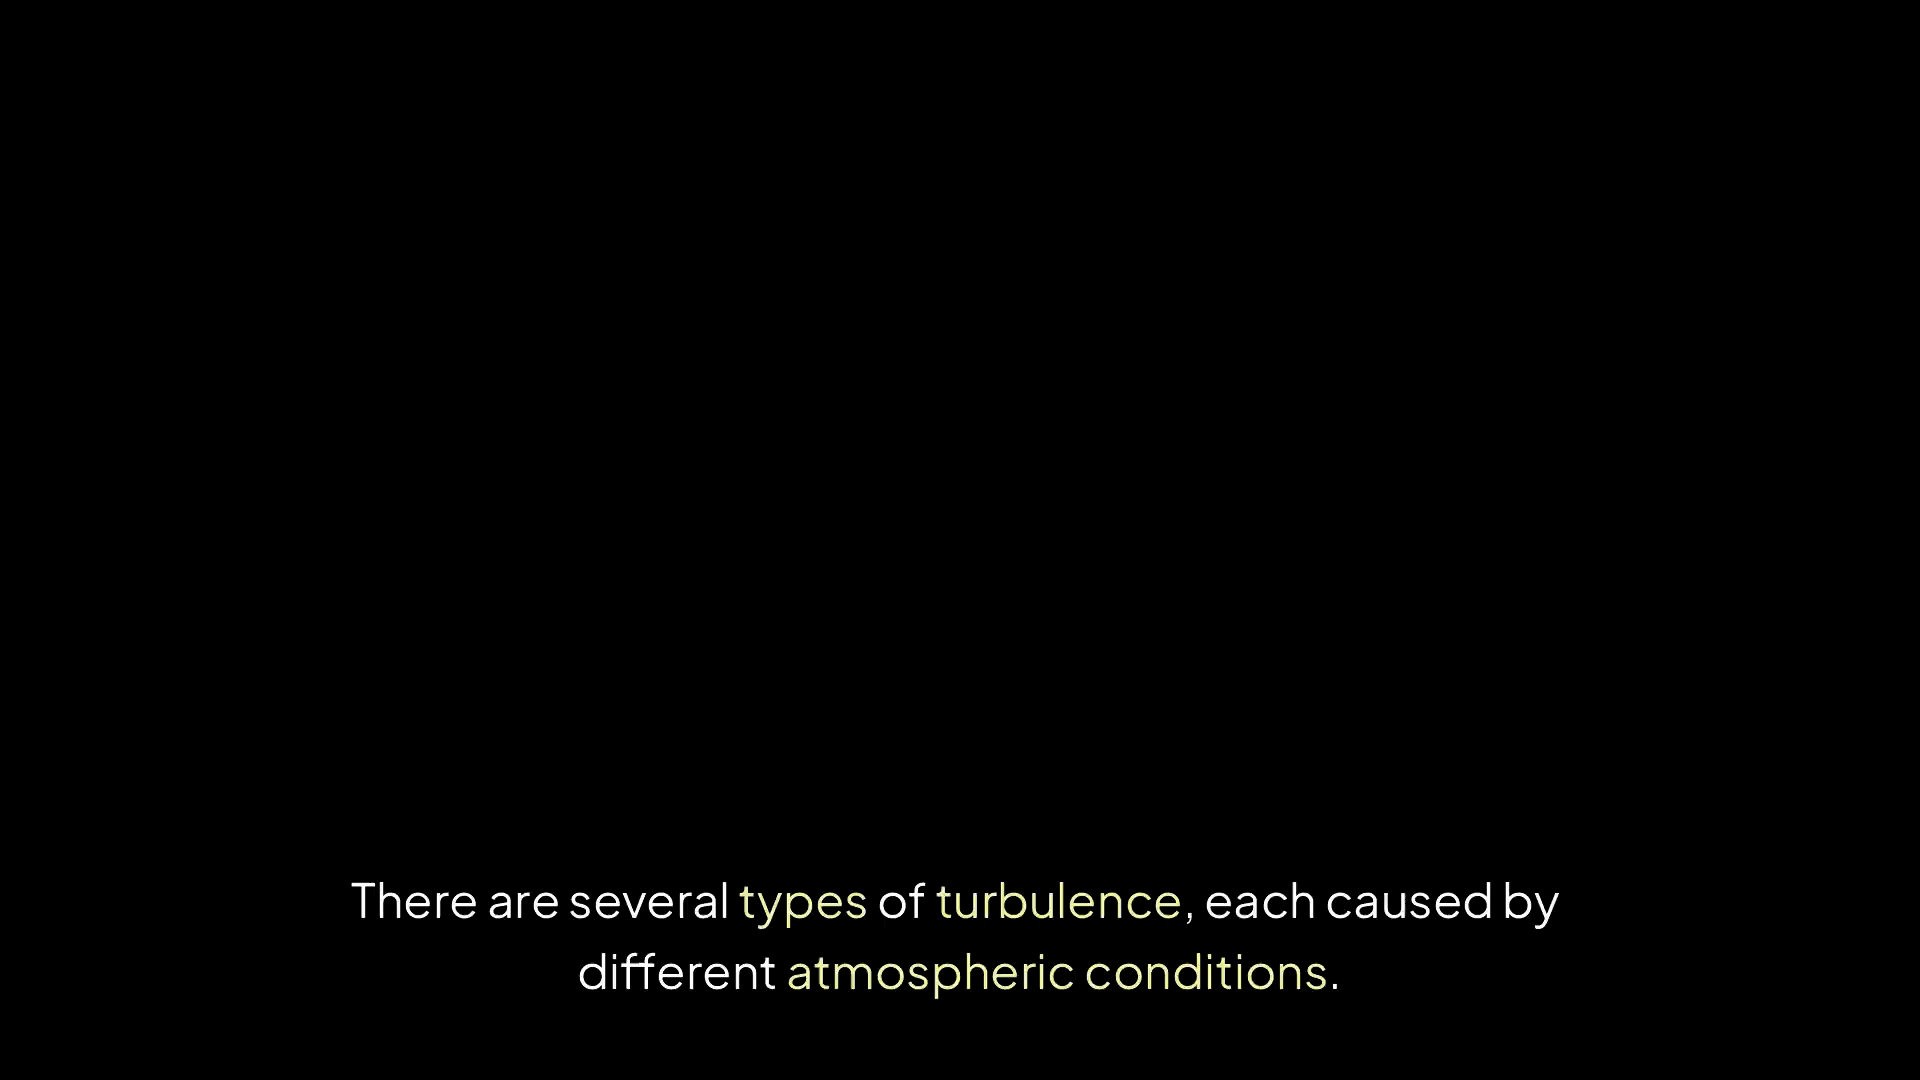 There are several types of turbulence, each caused by
different atmospheric conditions.